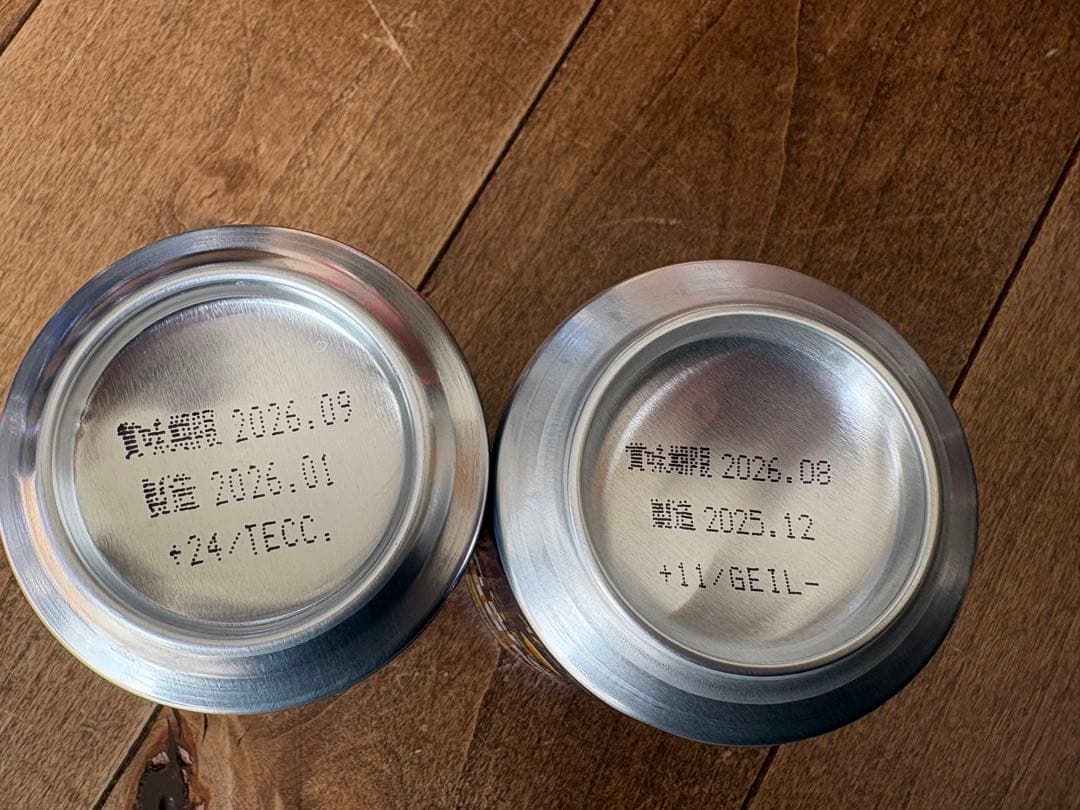 賞味期限 2026.09
製造 2026.01
+24/TECC.
賞味期限 2026.08
製造 2025.12
+11/GEIL-